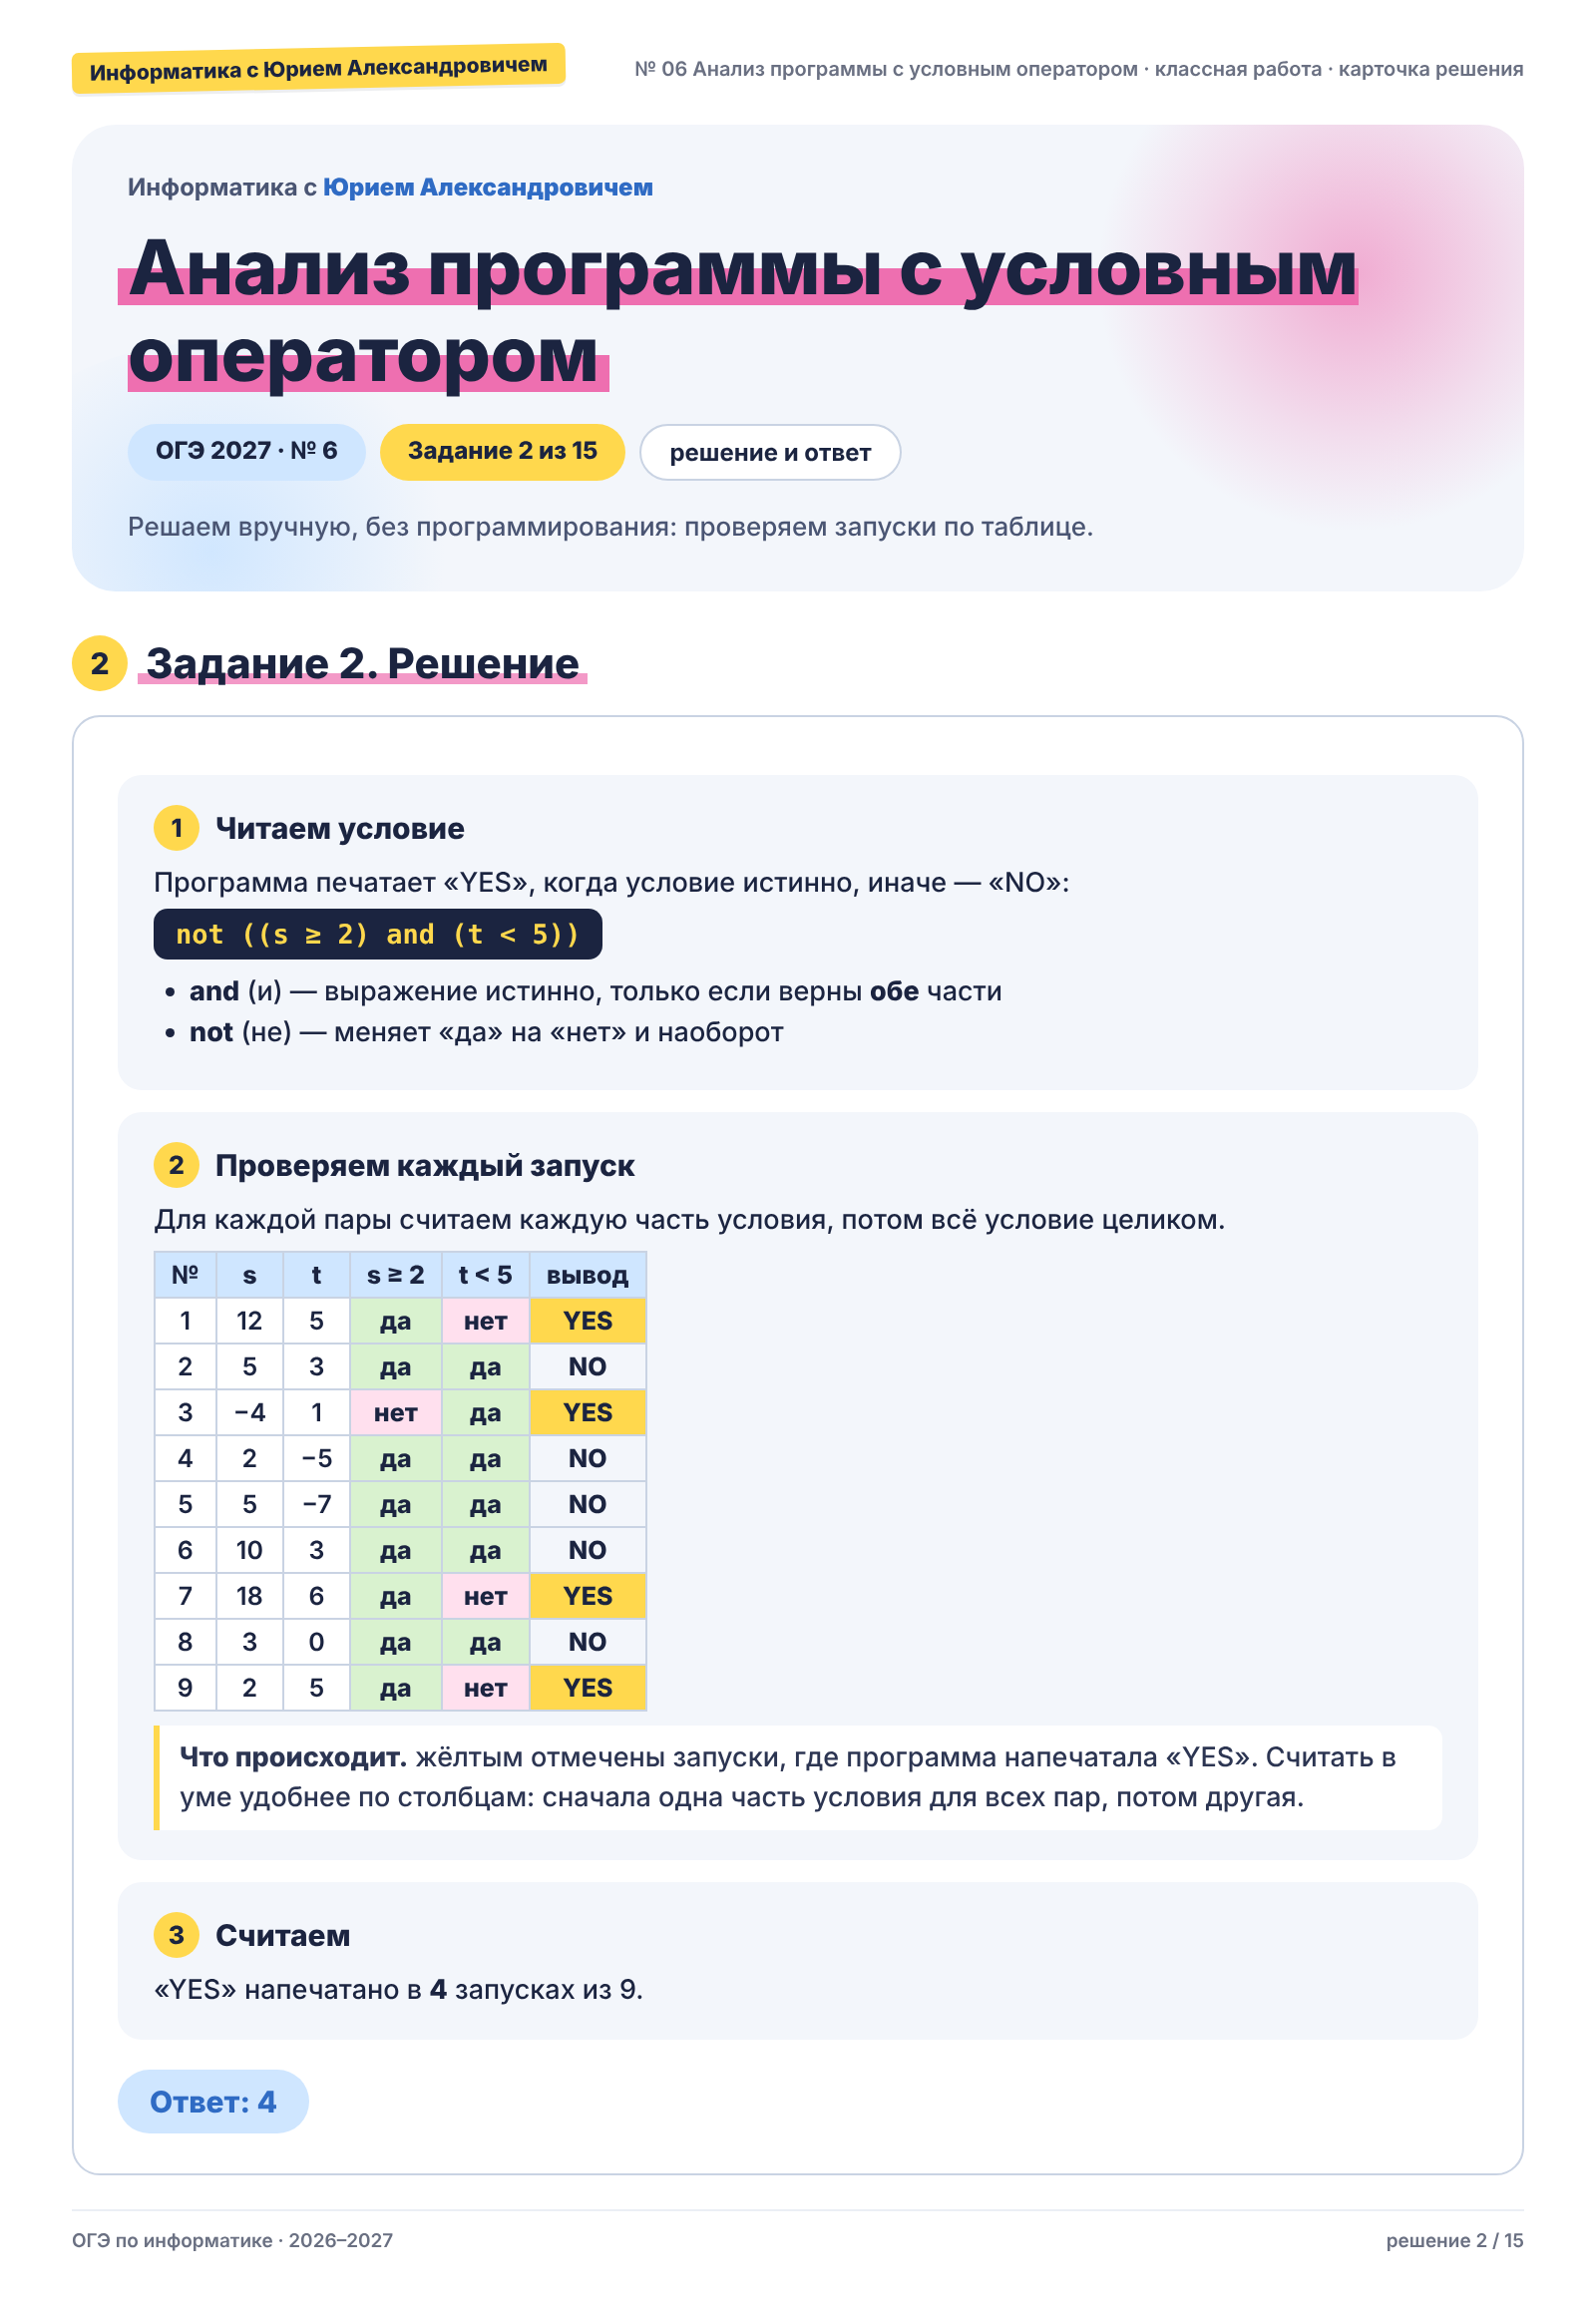 Информатика с Юрием Александровичем
№ 06 Анализ программы с условным оператором · классная работа · карточка решения
Информатика с Юрием Александровичем
Анализ программы с условным
оператором
ОГЭ 2027 · № 6
Задание 2 из 15
решение и ответ
Решаем вручную, без программирования: проверяем запуски по таблице.
2 Задание 2. Решение
1 Читаем условие
Программа печатает «YES», когда условие истинно, иначе — «NO»:
not ((s ≥ 2) and (t < 5))
• and (и) — выражение истинно, только если верны обе части
• not (не) — меняет «да» на «нет» и наоборот
2 Проверяем каждый запуск
Для каждой пары считаем каждую часть условия, потом всё условие целиком.
№ s t s ≥ 2 t < 5 вывод
1 12 5 да нет YES
2 5 3 да да NO
3 −4 1 нет да YES
4 2 −5 да да NO
5 5 −7 да да NO
6 10 3 да да NO
7 18 6 да нет YES
8 3 0 да да NO
9 2 5 да нет YES
Что происходит. жёлтым отмечены запуски, где программа напечатала «YES». Считать в
уме удобнее по столбцам: сначала одна часть условия для всех пар, потом другая.
3 Считаем
«YES» напечатано в 4 запусках из 9.
Ответ: 4
ОГЭ по информатике · 2026–2027
решение 2 / 15